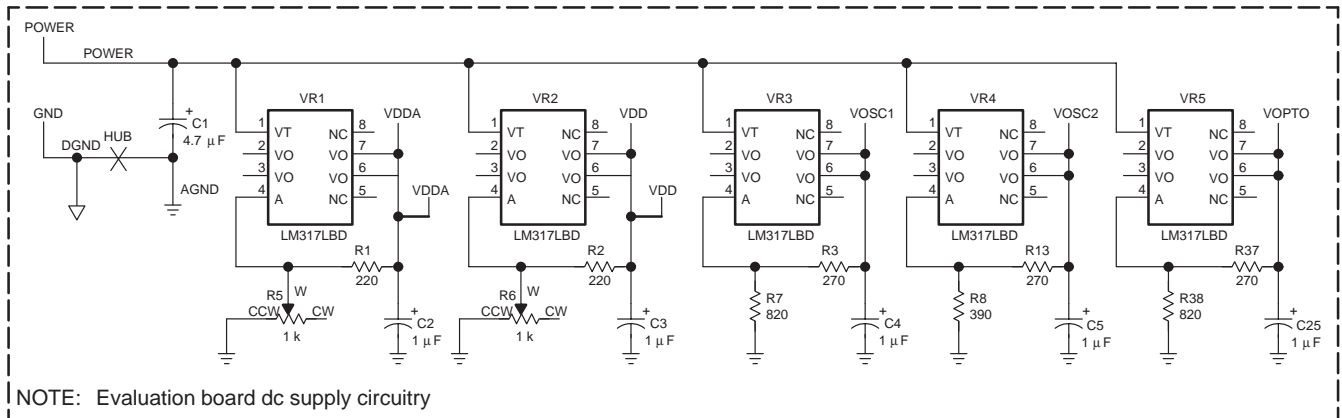 POWER
POWER
GND
DGND
HUB
+
C1
4.7 μF
AGND
VR1
VDDA
1 VT NC 8
2 VO VO 7
3 VO VO 6
4 A NC 5
VDDA
LM317LBD
R1
220
R5
W
CCW CW
1 k
+
C2
1 μF
VR2
VDD
1 VT NC 8
2 VO VO 7
3 VO VO 6
4 A NC 5
VDD
LM317LBD
R2
220
R6
W
CCW CW
1 k
+
C3
1 μF
VR3
VOSC1
1 VT NC 8
2 VO VO 7
3 VO VO 6
4 A NC 5
LM317LBD
R3
270
R7
820
+
C4
1 μF
VR4
VOSC2
1 VT NC 8
2 VO VO 7
3 VO VO 6
4 A NC 5
LM317LBD
R13
270
R8
390
+
C5
1 μF
VR5
VOPTO
1 VT NC 8
2 VO VO 7
3 VO VO 6
4 A NC 5
LM317LBD
R37
270
R38
820
+
C25
1 μF
NOTE: Evaluation board dc supply circuitry